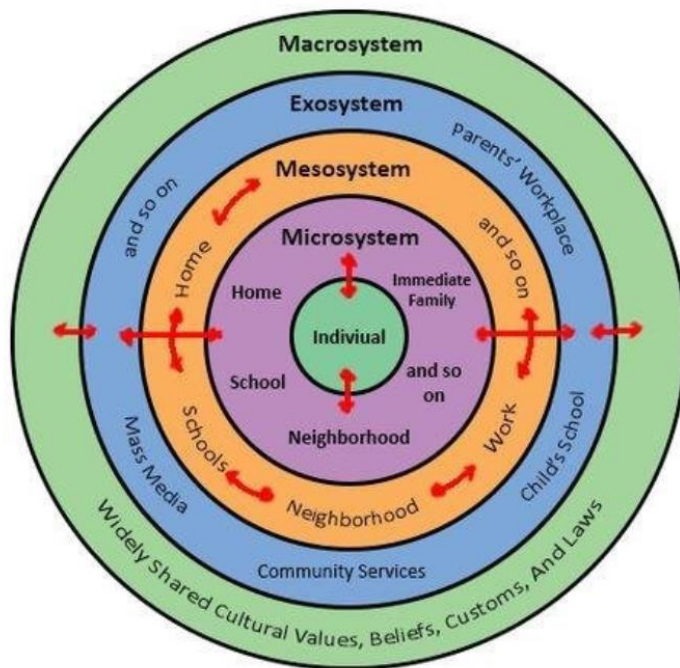 Macrosystem
Exosystem
parents' Workplace
and so on
Mesosystem
and so on
Home
Microsystem
Home
Immediate
Family
Indiviual
School
and so
on
Neighborhood
Schools
Work
Neighborhood
Mass Media
Child's School
Community Services
Widely Shared Cultural Values, Beliefs, Customs, And Laws